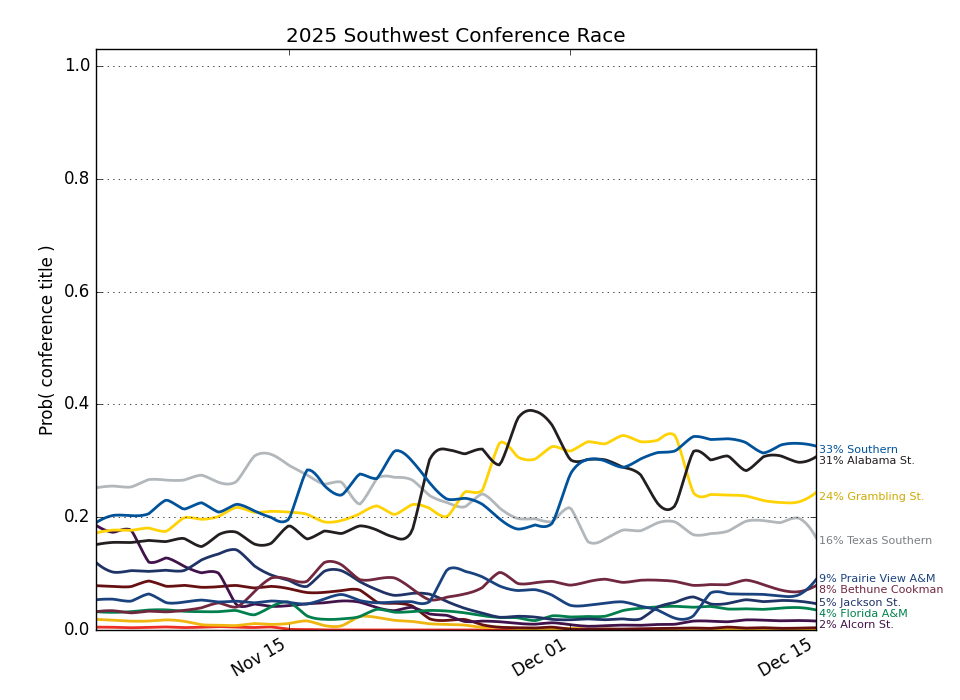 2025 Southwest Conference Race
Prob( conference title )
1.0
0.8
0.6
0.4
0.2
0.0
Nov 15
Dec 01
Dec 15
33% Southern
31% Alabama St.
24% Grambling St.
16% Texas Southern
9% Prairie View A&M
8% Bethune Cookman
5% Jackson St.
4% Florida A&M
2% Alcorn St.